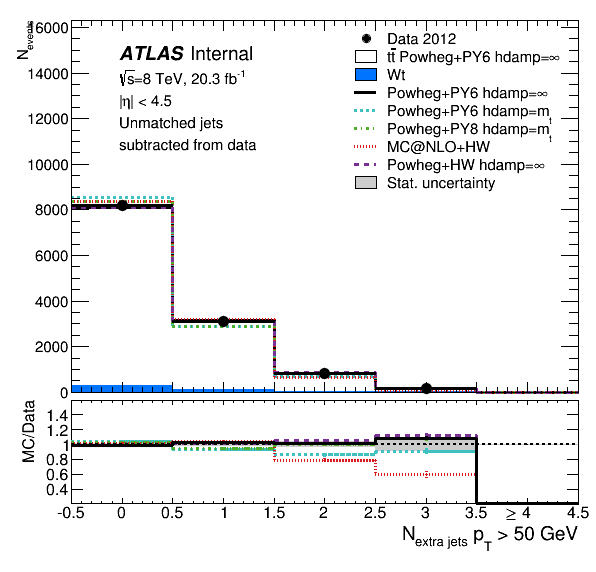 N_events
16000
14000
12000
10000
8000
6000
4000
2000
0
ATLAS Internal
√s=8 TeV, 20.3 fb⁻¹
|η| < 4.5
Unmatched jets
subtracted from data
Data 2012
tt̄ Powheg+PY6 hdamp=∞
Wt
Powheg+PY6 hdamp=∞
Powheg+PY6 hdamp=m_t
Powheg+PY8 hdamp=m_t
MC@NLO+HW
Powheg+HW hdamp=∞
Stat. uncertainty
MC/Data
1.4
1.2
1
0.8
0.6
0.4
-0.5 0 0.5 1 1.5 2 2.5 3 3.5 ≥ 4 4.5
N_extra jets p_T > 50 GeV